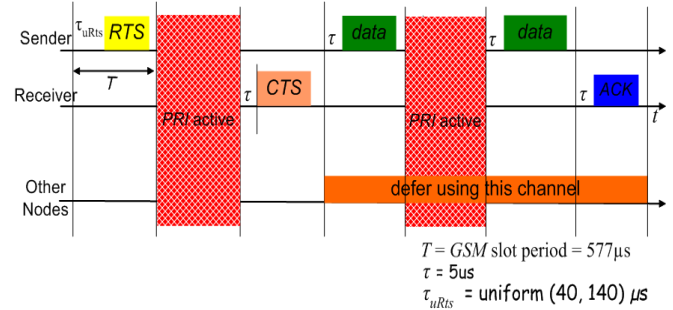 Sender τuRts RTS τ data τ data
T
Receiver τ CTS τ ACK
PRI active PRI active t
Other
Nodes
defer using this channel
T = GSM slot period = 577µs
τ = 5us
τuRts = uniform (40, 140) µs